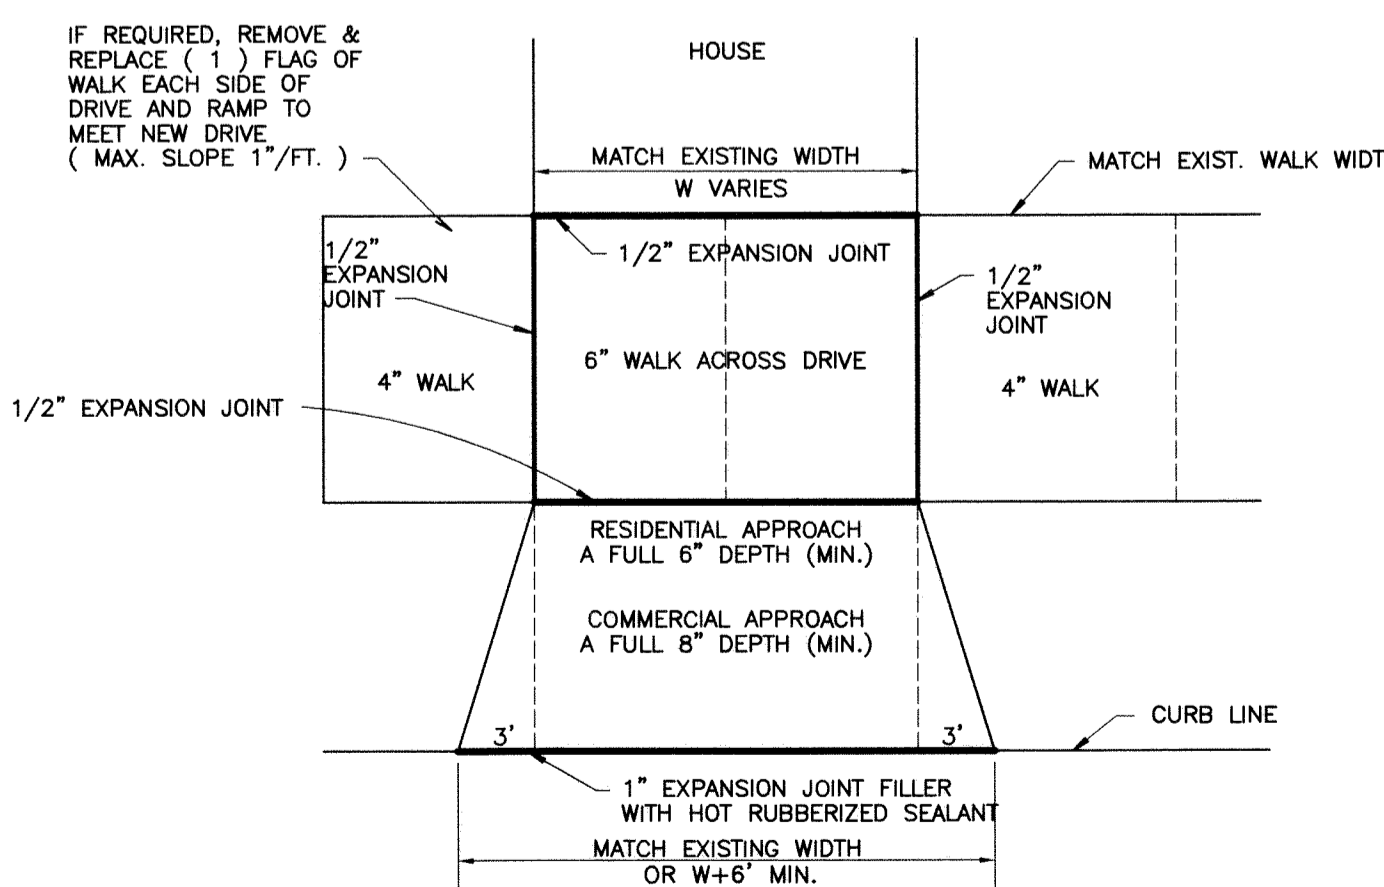 IF REQUIRED, REMOVE &
REPLACE ( 1 ) FLAG OF
WALK EACH SIDE OF
DRIVE AND RAMP TO
MEET NEW DRIVE
( MAX. SLOPE 1"/FT. )
HOUSE
MATCH EXISTING WIDTH
W VARIES
MATCH EXIST. WALK WIDT
1/2"
EXPANSION
JOINT
1/2" EXPANSION JOINT
1/2"
EXPANSION
JOINT
6" WALK ACROSS DRIVE
4" WALK
4" WALK
1/2" EXPANSION JOINT
RESIDENTIAL APPROACH
A FULL 6" DEPTH (MIN.)
COMMERCIAL APPROACH
A FULL 8" DEPTH (MIN.)
3'
3'
CURB LINE
1" EXPANSION JOINT FILLER
WITH HOT RUBBERIZED SEALANT
MATCH EXISTING WIDTH
OR W+6' MIN.